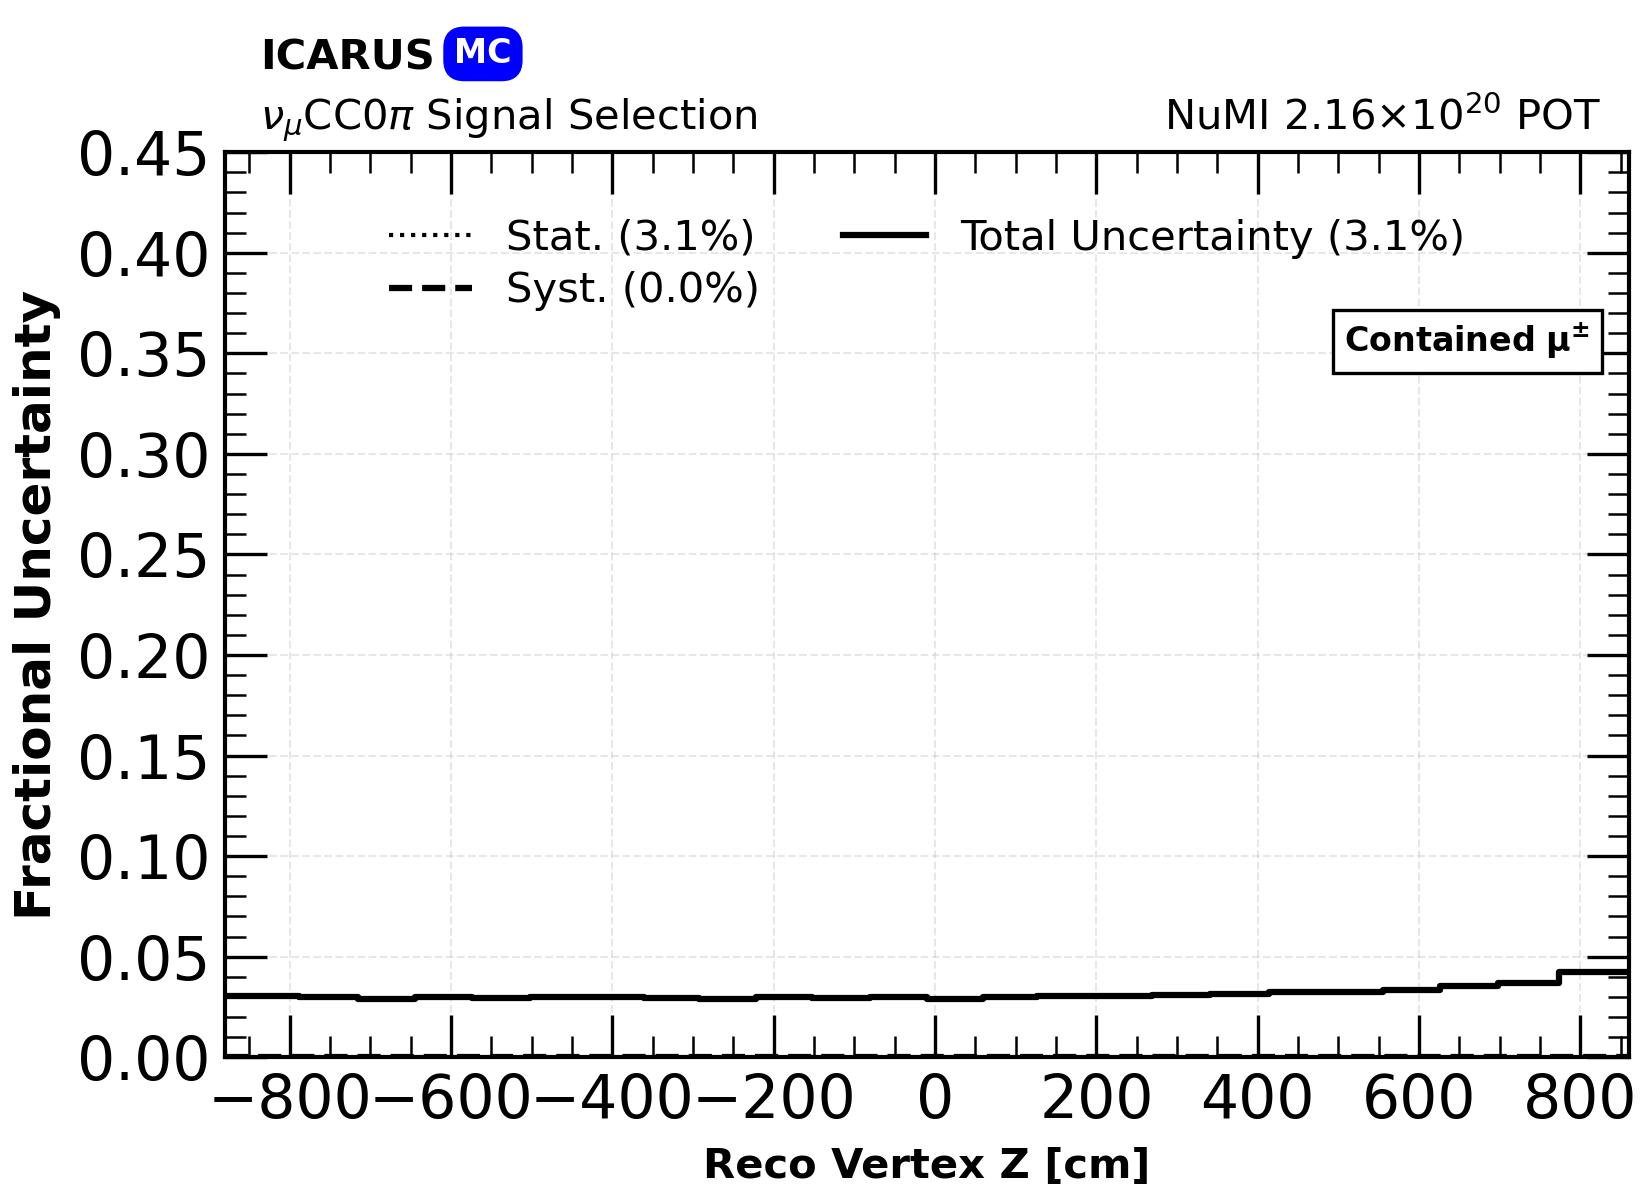 ICARUS MC
νμCC0π Signal Selection
NuMI 2.16×10²⁰ POT
Stat. (3.1%)
Syst. (0.0%)
Total Uncertainty (3.1%)
Contained μ±
Fractional Uncertainty
0.45
0.40
0.35
0.30
0.25
0.20
0.15
0.10
0.05
0.00
−800 −600 −400 −200 0 200 400 600 800
Reco Vertex Z [cm]